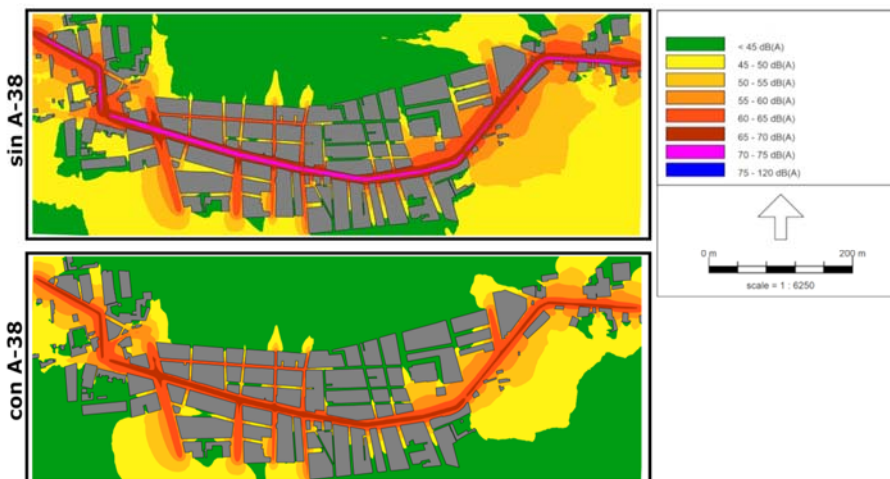 sin A-38
con A-38
< 45 dB(A)
45 - 50 dB(A)
50 - 55 dB(A)
55 - 60 dB(A)
60 - 65 dB(A)
65 - 70 dB(A)
70 - 75 dB(A)
75 - 120 dB(A)
0 m 200 m
scale = 1 : 6250